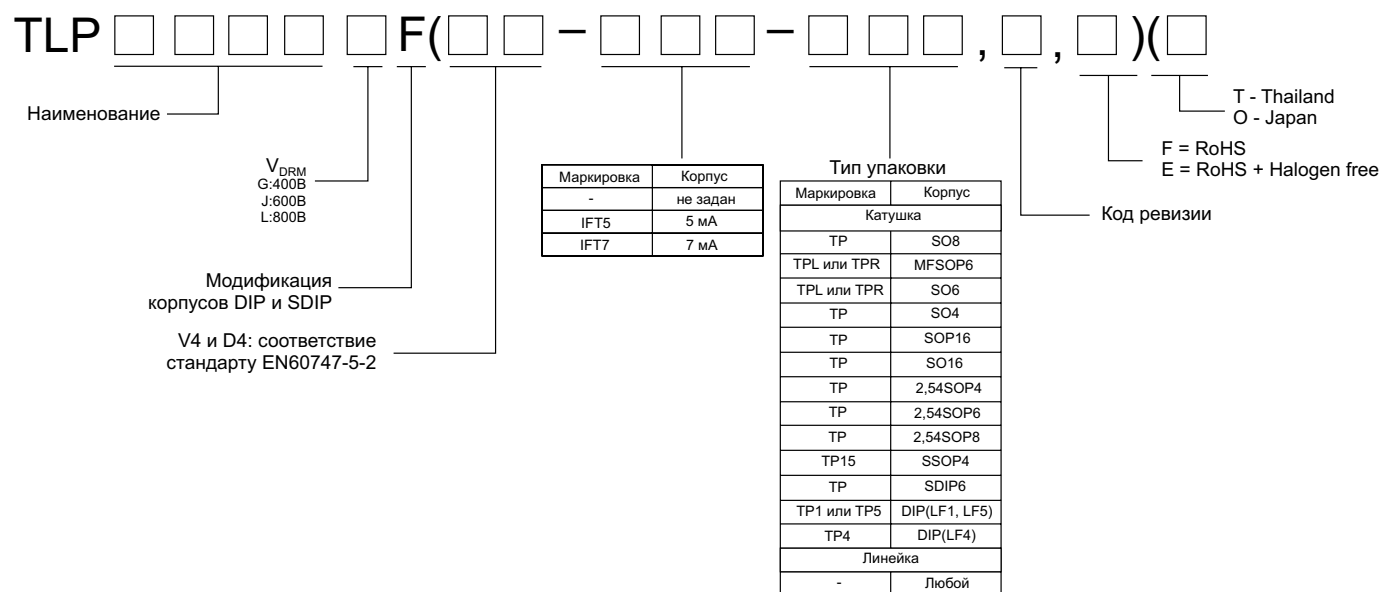 TLP F( – – , , )(
Наименование
T - Thailand
O - Japan
F = RoHS
E = RoHS + Halogen free
Код ревизии
VDRM
G:400В
J:600В
L:800В
Модификация
корпусов DIP и SDIP
V4 и D4: соответствие
стандарту EN60747-5-2
Маркировка Корпус
- не задан
IFT5 5 мА
IFT7 7 мА
Тип упаковки
Маркировка Корпус
Катушка
TP SO8
TPL или TPR MFSOP6
TPL или TPR SO6
TP SO4
TP SOP16
TP SO16
TP 2,54SOP4
TP 2,54SOP6
TP 2,54SOP8
TP15 SSOP4
TP SDIP6
TP1 или TP5 DIP(LF1, LF5)
TP4 DIP(LF4)
Линейка
- Любой